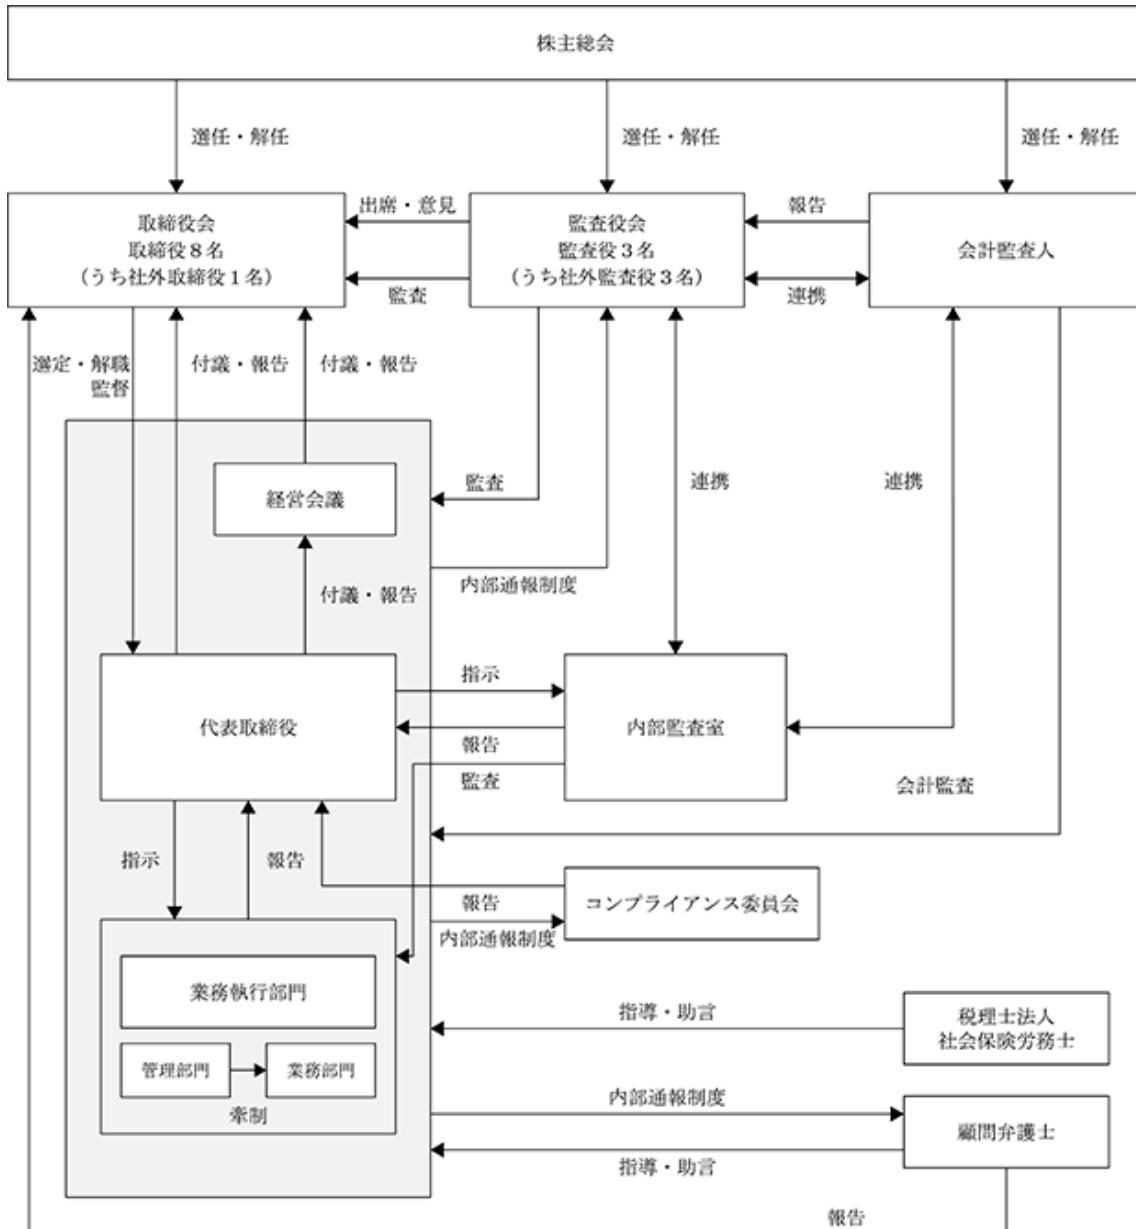 株主総会
選任・解任
選任・解任
選任・解任
取締役会
取締役8名
（うち社外取締役1名）
出席・意見
監査
監査役会
監査役3名
（うち社外監査役3名）
報告
連携
会計監査人
選定・解職
監督
付議・報告
付議・報告
経営会議
監査
連携
連携
付議・報告
内部通報制度
代表取締役
指示
報告
監査
内部監査室
会計監査
指示
報告
報告
内部通報制度
コンプライアンス委員会
業務執行部門
管理部門
業務部門
牽制
指導・助言
税理士法人
社会保険労務士
内部通報制度
顧問弁護士
指導・助言
報告